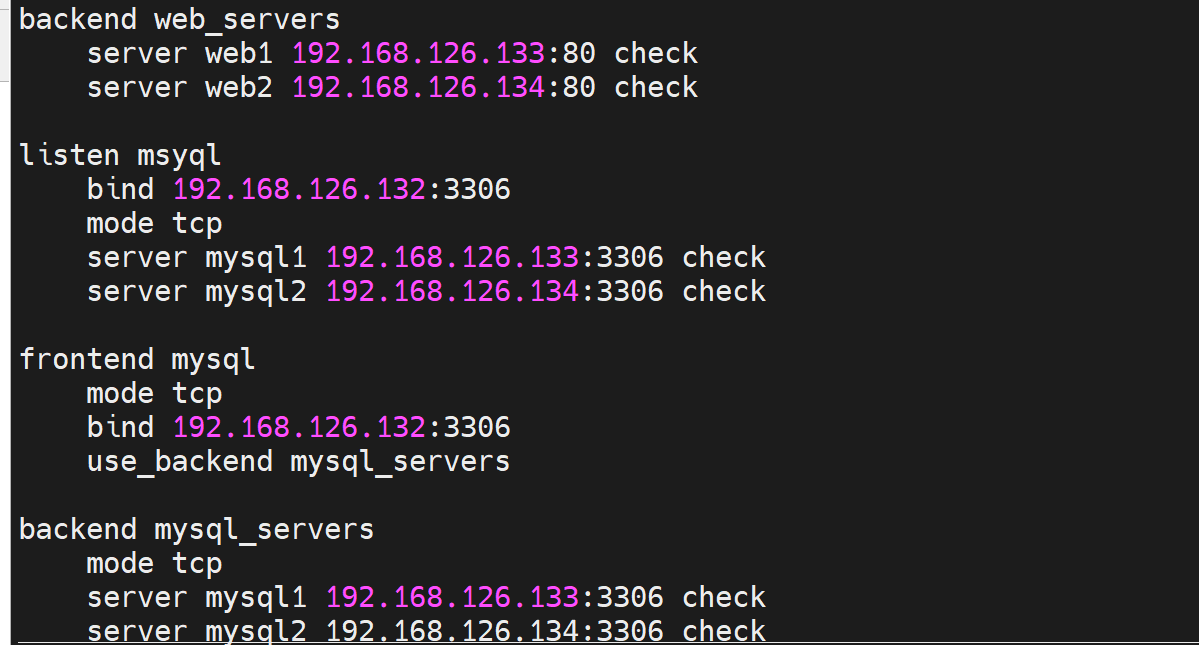 backend web_servers
    server web1 192.168.126.133:80 check
    server web2 192.168.126.134:80 check

listen msyql
    bind 192.168.126.132:3306
    mode tcp
    server mysql1 192.168.126.133:3306 check
    server mysql2 192.168.126.134:3306 check

frontend mysql
    mode tcp
    bind 192.168.126.132:3306
    use_backend mysql_servers

backend mysql_servers
    mode tcp
    server mysql1 192.168.126.133:3306 check
    server mysql2 192.168.126.134:3306 check